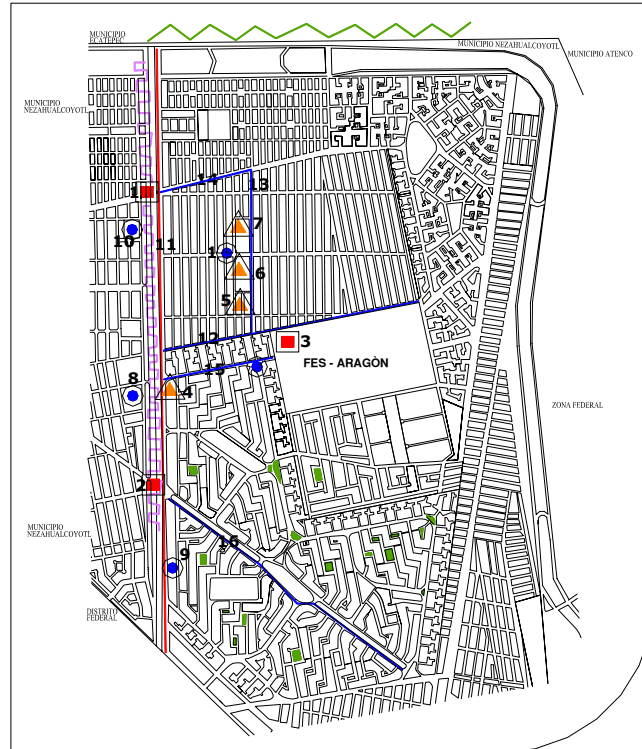 MUNICIPIO
ECATEPEC
MUNICIPIO NEZAHUALCOYOTL
MUNICIPIO ATENCO
MUNICIPIO
NEZAHUALCOYOTL
14
13
1
7
10
11
1
6
5
12
3
15
FES - ARAGÒN
8
4
ZONA FEDERAL
2
MUNICIPIO
NEZAHUALCOYOTL
16
9
DISTRITO
FEDERAL